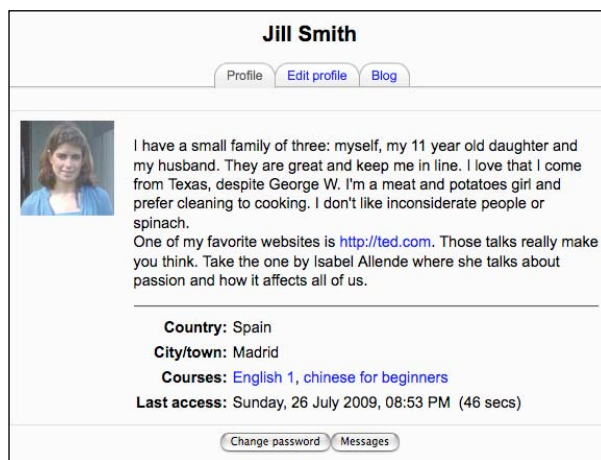 Jill Smith
Profile Edit profile Blog
I have a small family of three: myself, my 11 year old daughter and
my husband. They are great and keep me in line. I love that I come
from Texas, despite George W. I'm a meat and potatoes girl and
prefer cleaning to cooking. I don't like inconsiderate people or
spinach.
One of my favorite websites is http://ted.com. Those talks really make
you think. Take the one by Isabel Allende where she talks about
passion and how it affects all of us.
Country: Spain
City/town: Madrid
Courses: English 1, chinese for beginners
Last access: Sunday, 26 July 2009, 08:53 PM (46 secs)
Change password Messages